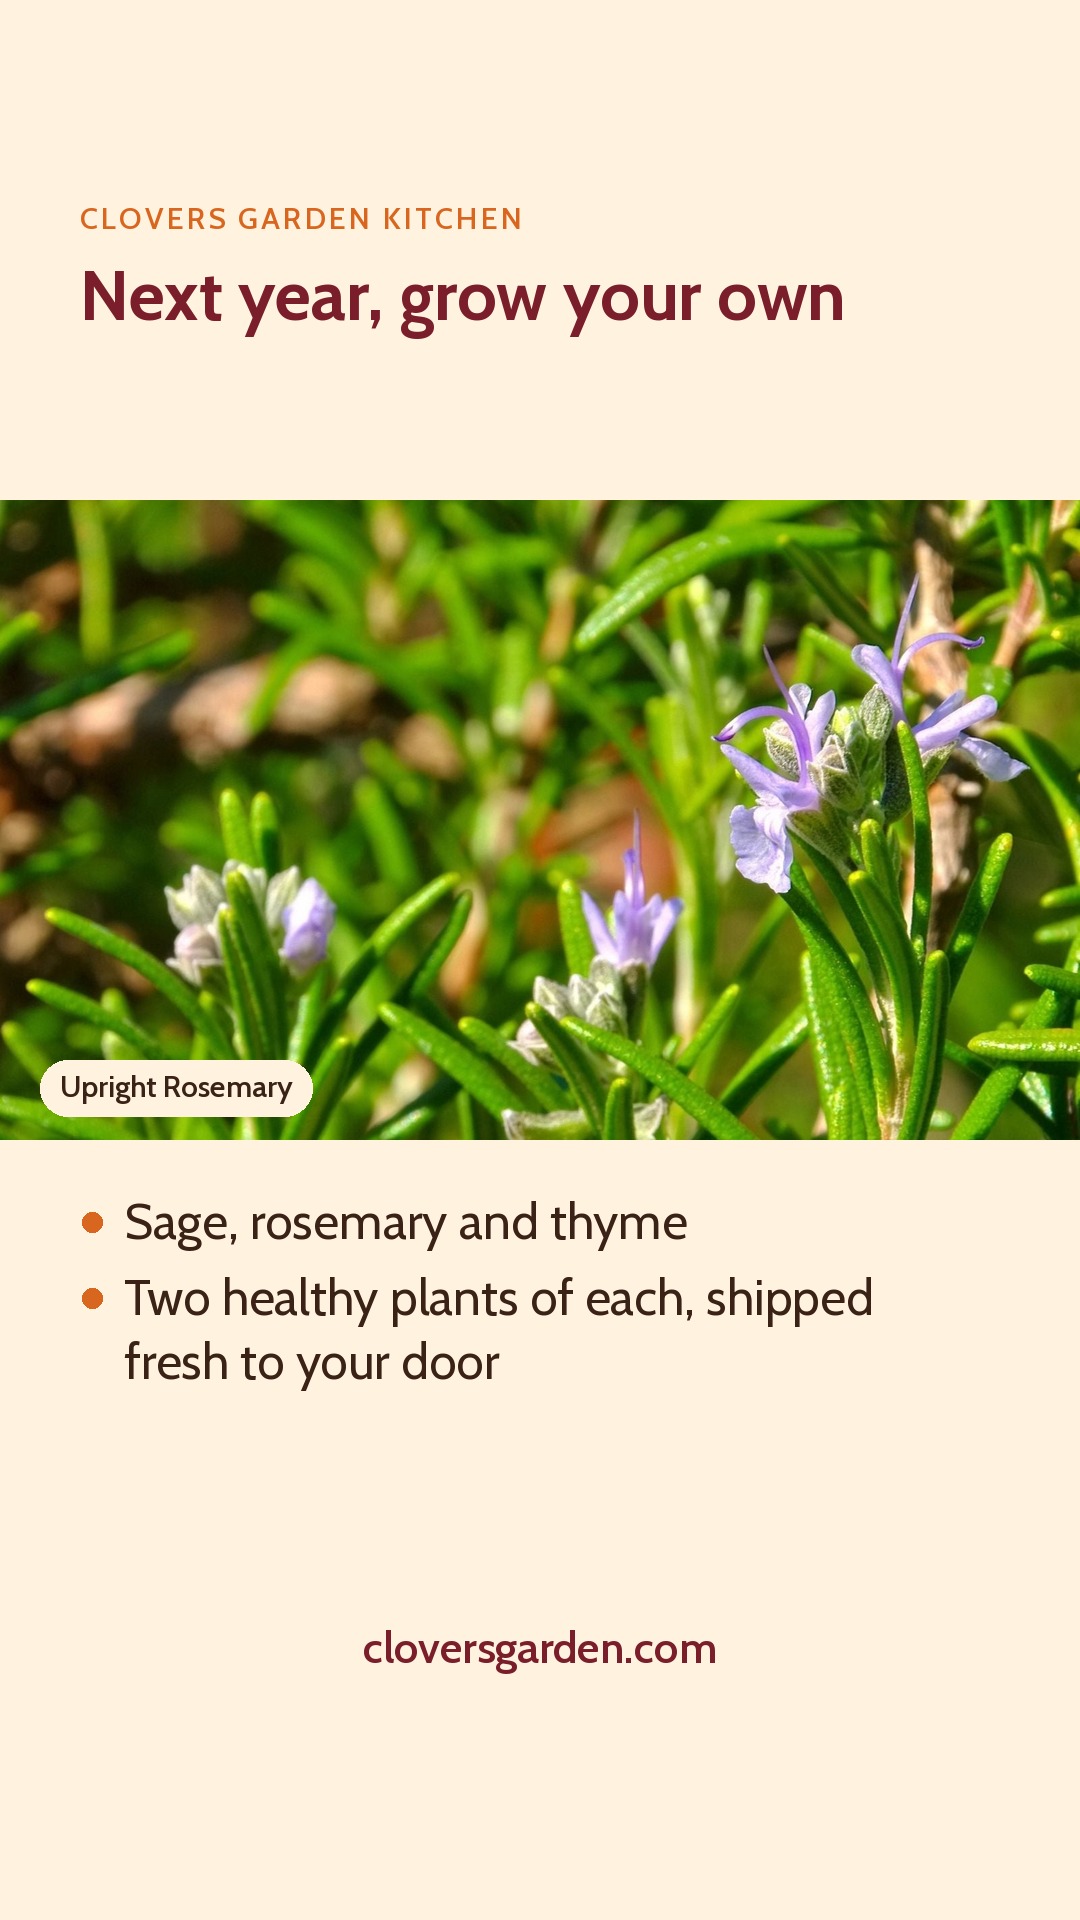 CLOVERS GARDEN KITCHEN
Next year, grow your own
Upright Rosemary
Sage, rosemary and thyme
Two healthy plants of each, shipped
fresh to your door
cloversgarden.com